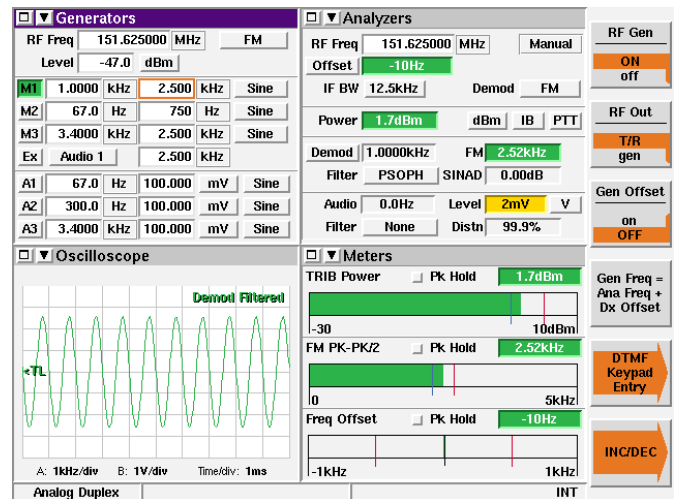 Generators
RF Freq 151.625000 MHz FM
Level -47.0 dBm
M1 1.0000 kHz 2.500 kHz Sine
M2 67.0 Hz 750 Hz Sine
M3 3.4000 kHz 2.500 kHz Sine
Ex Audio 1 2.500 kHz
A1 67.0 Hz 100.000 mV Sine
A2 300.0 Hz 100.000 mV Sine
A3 3.4000 kHz 100.000 mV Sine
Analyzers
RF Freq 151.625000 MHz Manual
Offset -10Hz
IF BW 12.5kHz Demod FM
Power 1.7dBm dBm IB PTT
Demod 1.0000kHz FM 2.52kHz
Filter PSOPH SINAD 0.00dB
Audio 0.0Hz Level 2mV V
Filter None Distn 99.9%
Oscilloscope
Demod Filtered
<TL
A: 1kHz/div B: 1V/div Time/div: 1ms
Meters
TRIB Power Pk Hold 1.7dBm
-30 10dBm
FM PK-PK/2 Pk Hold 2.52kHz
0 5kHz
Freq Offset Pk Hold -10Hz
-1kHz 1kHz
Analog Duplex INT
RF Gen
ON
off
RF Out
T/R
gen
Gen Offset
on
OFF
Gen Freq =
Ana Freq +
Dx Offset
DTMF
Keypad
Entry
INC/DEC